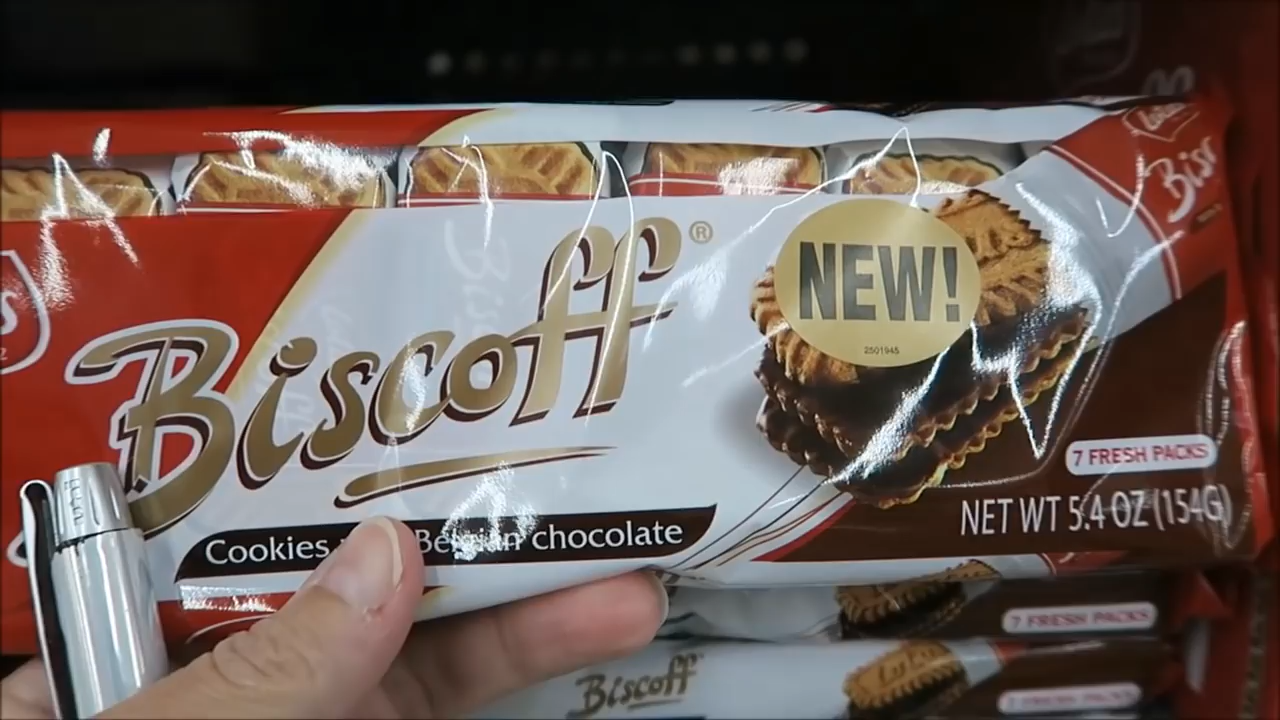 Biscoff®
NEW!
2501945
7 FRESH PACKS
NET WT 5.4 OZ (154G)
Cookies Belgian chocolate
7 FRESH PACKS
Biscoff
7 FRESH PACKS